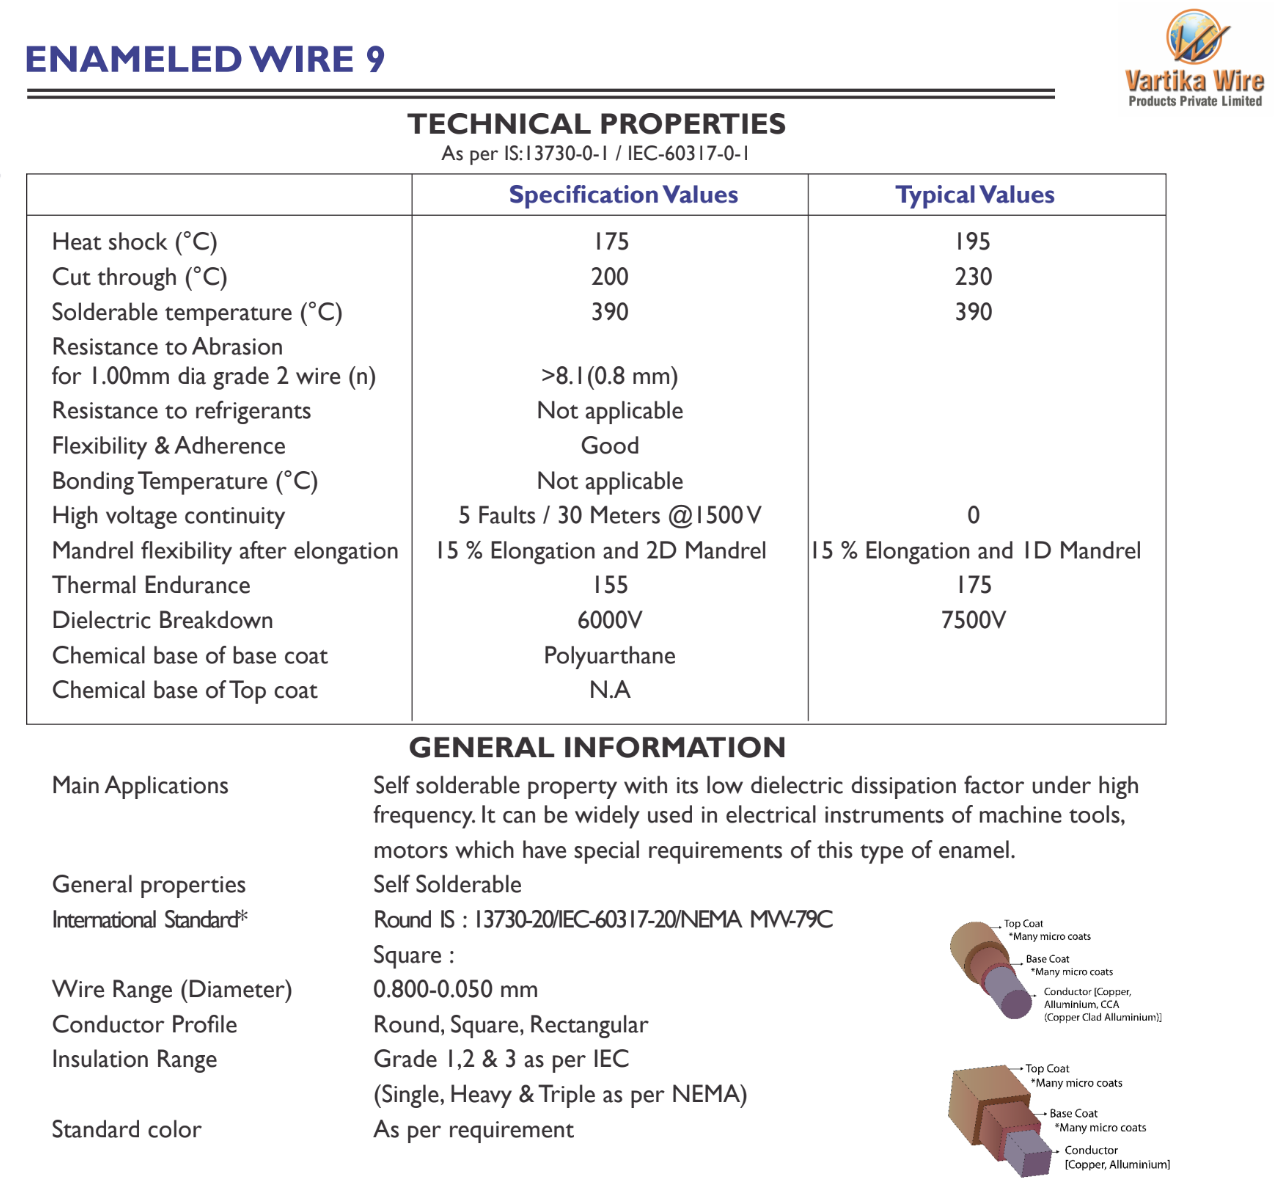 ENAMELED WIRE 9
Vartika Wire
Products Private Limited
TECHNICAL PROPERTIES
As per IS:13730-0-1 / IEC-60317-0-1
Specification Values Typical Values
Heat shock (°C) 175 195
Cut through (°C) 200 230
Solderable temperature (°C) 390 390
Resistance to Abrasion
for 1.00mm dia grade 2 wire (n) >8.1(0.8 mm)
Resistance to refrigerants Not applicable
Flexibility & Adherence Good
Bonding Temperature (°C) Not applicable
High voltage continuity 5 Faults / 30 Meters @1500 V 0
Mandrel flexibility after elongation 15 % Elongation and 2D Mandrel 15 % Elongation and 1D Mandrel
Thermal Endurance 155 175
Dielectric Breakdown 6000V 7500V
Chemical base of base coat Polyuarthane
Chemical base of Top coat N.A
GENERAL INFORMATION
Main Applications Self solderable property with its low dielectric dissipation factor under high
frequency. It can be widely used in electrical instruments of machine tools,
motors which have special requirements of this type of enamel.
General properties Self Solderable
International Standard* Round IS : 13730-20/IEC-60317-20/NEMA MW-79C
Square :
Wire Range (Diameter) 0.800-0.050 mm
Conductor Profile Round, Square, Rectangular
Insulation Range Grade 1,2 & 3 as per IEC
(Single, Heavy & Triple as per NEMA)
Standard color As per requirement
Top Coat
*Many micro coats
Base Coat
*Many micro coats
Conductor [Copper,
Alluminium, CCA
(Copper Clad Alluminium)]
Top Coat
*Many micro coats
Base Coat
*Many micro coats
Conductor
[Copper, Alluminium]